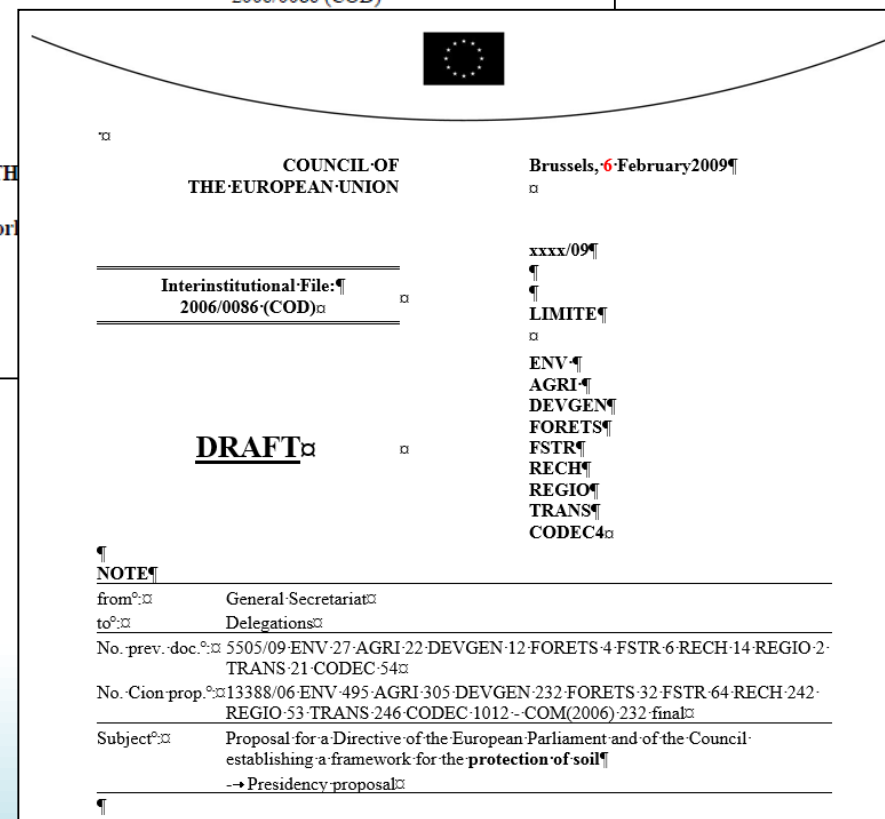 COUNCIL·OF
THE·EUROPEAN·UNION
Brussels,·6·February2009¶
¤
xxxx/09¶
¶
¶
Interinstitutional·File:¶
2006/0086·(COD)¤
¤
LIMITE¶
¤
ENV·¶
AGRI·¶
DEVGEN¶
FORETS¶
DRAFT¤
¤
FSTR¶
RECH¶
REGIO¶
TRANS¶
CODEC4¤
¶
NOTE¶
from°:¤ General·Secretariat¤
to°:¤ Delegations¤
No.·prev.·doc.°:¤ 5505/09·ENV·27·AGRI·22·DEVGEN·12·FORETS·4·FSTR·6·RECH·14·REGIO·2·
TRANS·21·CODEC·54¤
No.·Cion·prop.°:¤13388/06·ENV·495·AGRI·305·DEVGEN·232·FORETS·32·FSTR·64·RECH·242·
REGIO·53·TRANS·246·CODEC·1012·-·COM(2006)·232·final¤
Subject°:¤ Proposal·for·a·Directive·of·the·European·Parliament·and·of·the·Council·
establishing·a·framework·for·the·protection·of·soil¶
-→Presidency·proposal¤
¶